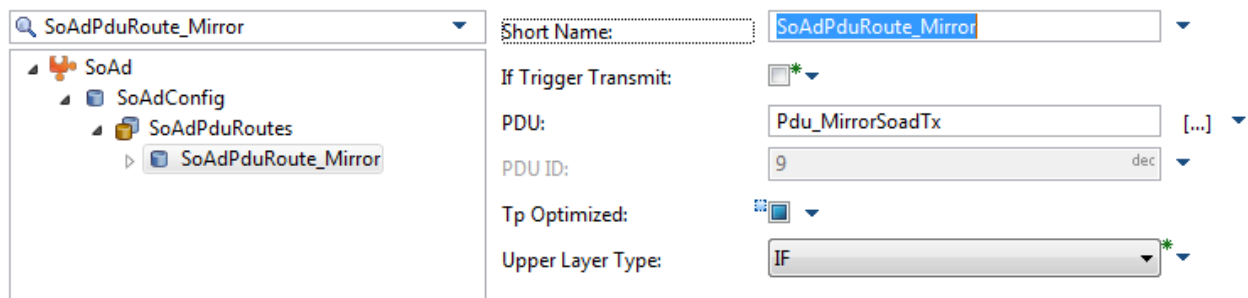 SoAdPduRoute_Mirror
SoAd
SoAdConfig
SoAdPduRoutes
SoAdPduRoute_Mirror
Short Name: SoAdPduRoute_Mirror
If Trigger Transmit:
PDU: Pdu_MirrorSoadTx [...]
PDU ID: 9 dec
Tp Optimized:
Upper Layer Type: IF